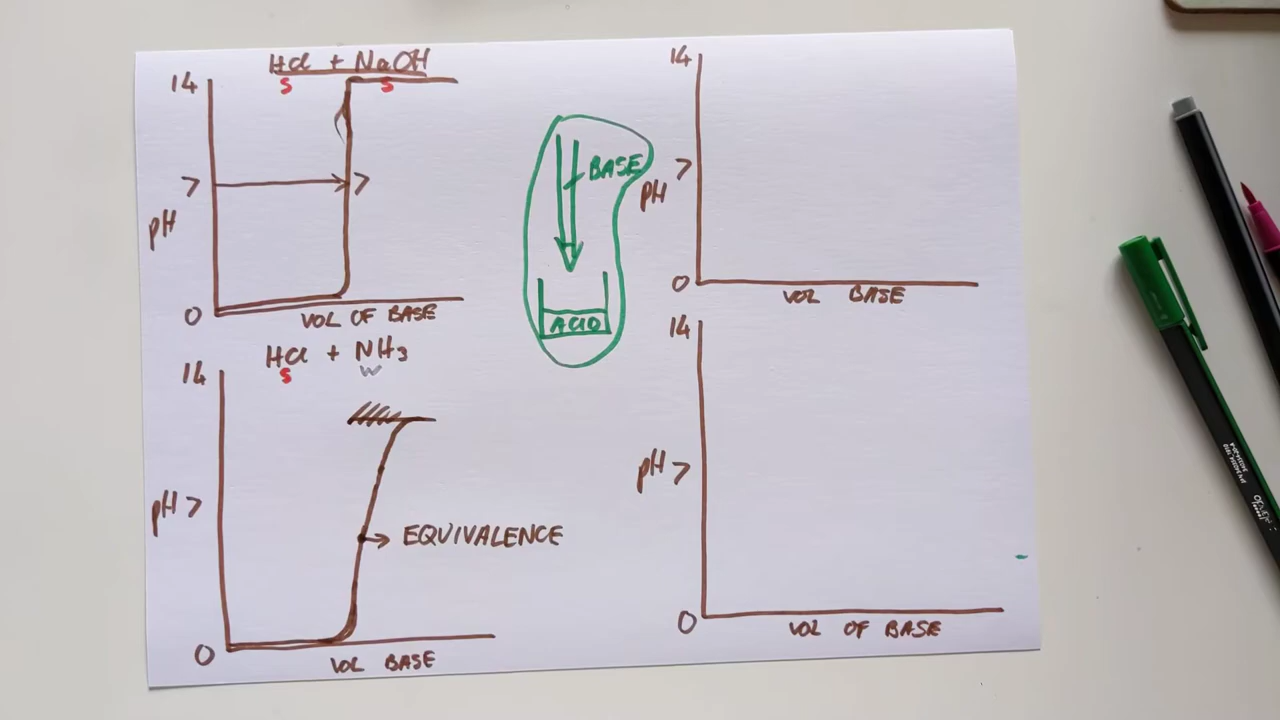 HCl + NaOH
14
S S
7
7
pH
0
VOL OF BASE
HCl + NH3
S W
14
pH 7
EQUIVALENCE
0
VOL BASE
BASE
ACID
14
7
pH
0
VOL BASE
14
pH 7
0
VOL OF BASE